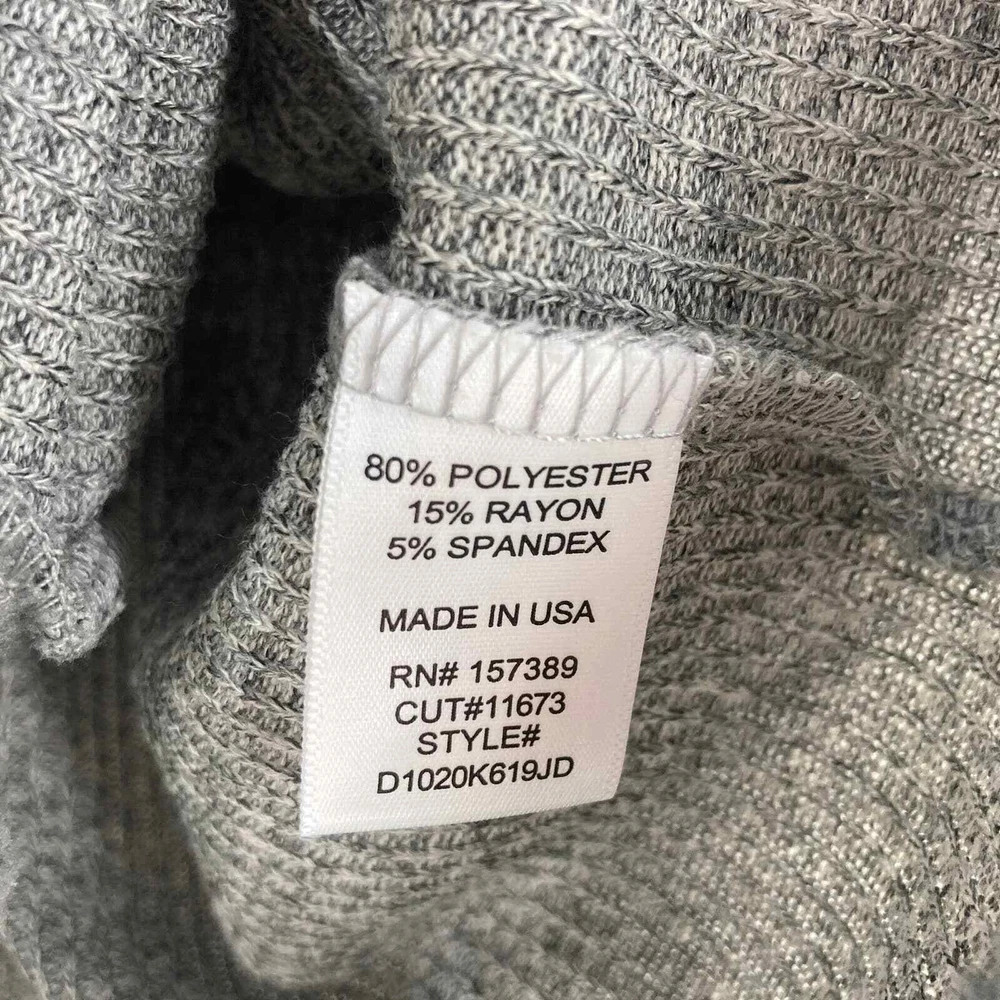 80% POLYESTER
15% RAYON
5% SPANDEX
MADE IN USA
RN# 157389
CUT#11673
STYLE#
D1020K619JD